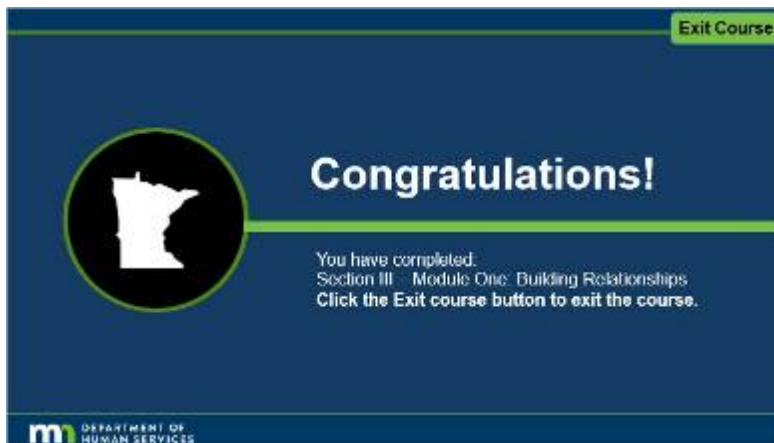 Exit Course
Congratulations!
You have completed:
Section III – Module One: Building Relationships
Click the Exit course button to exit the course.
mn DEPARTMENT OF
HUMAN SERVICES